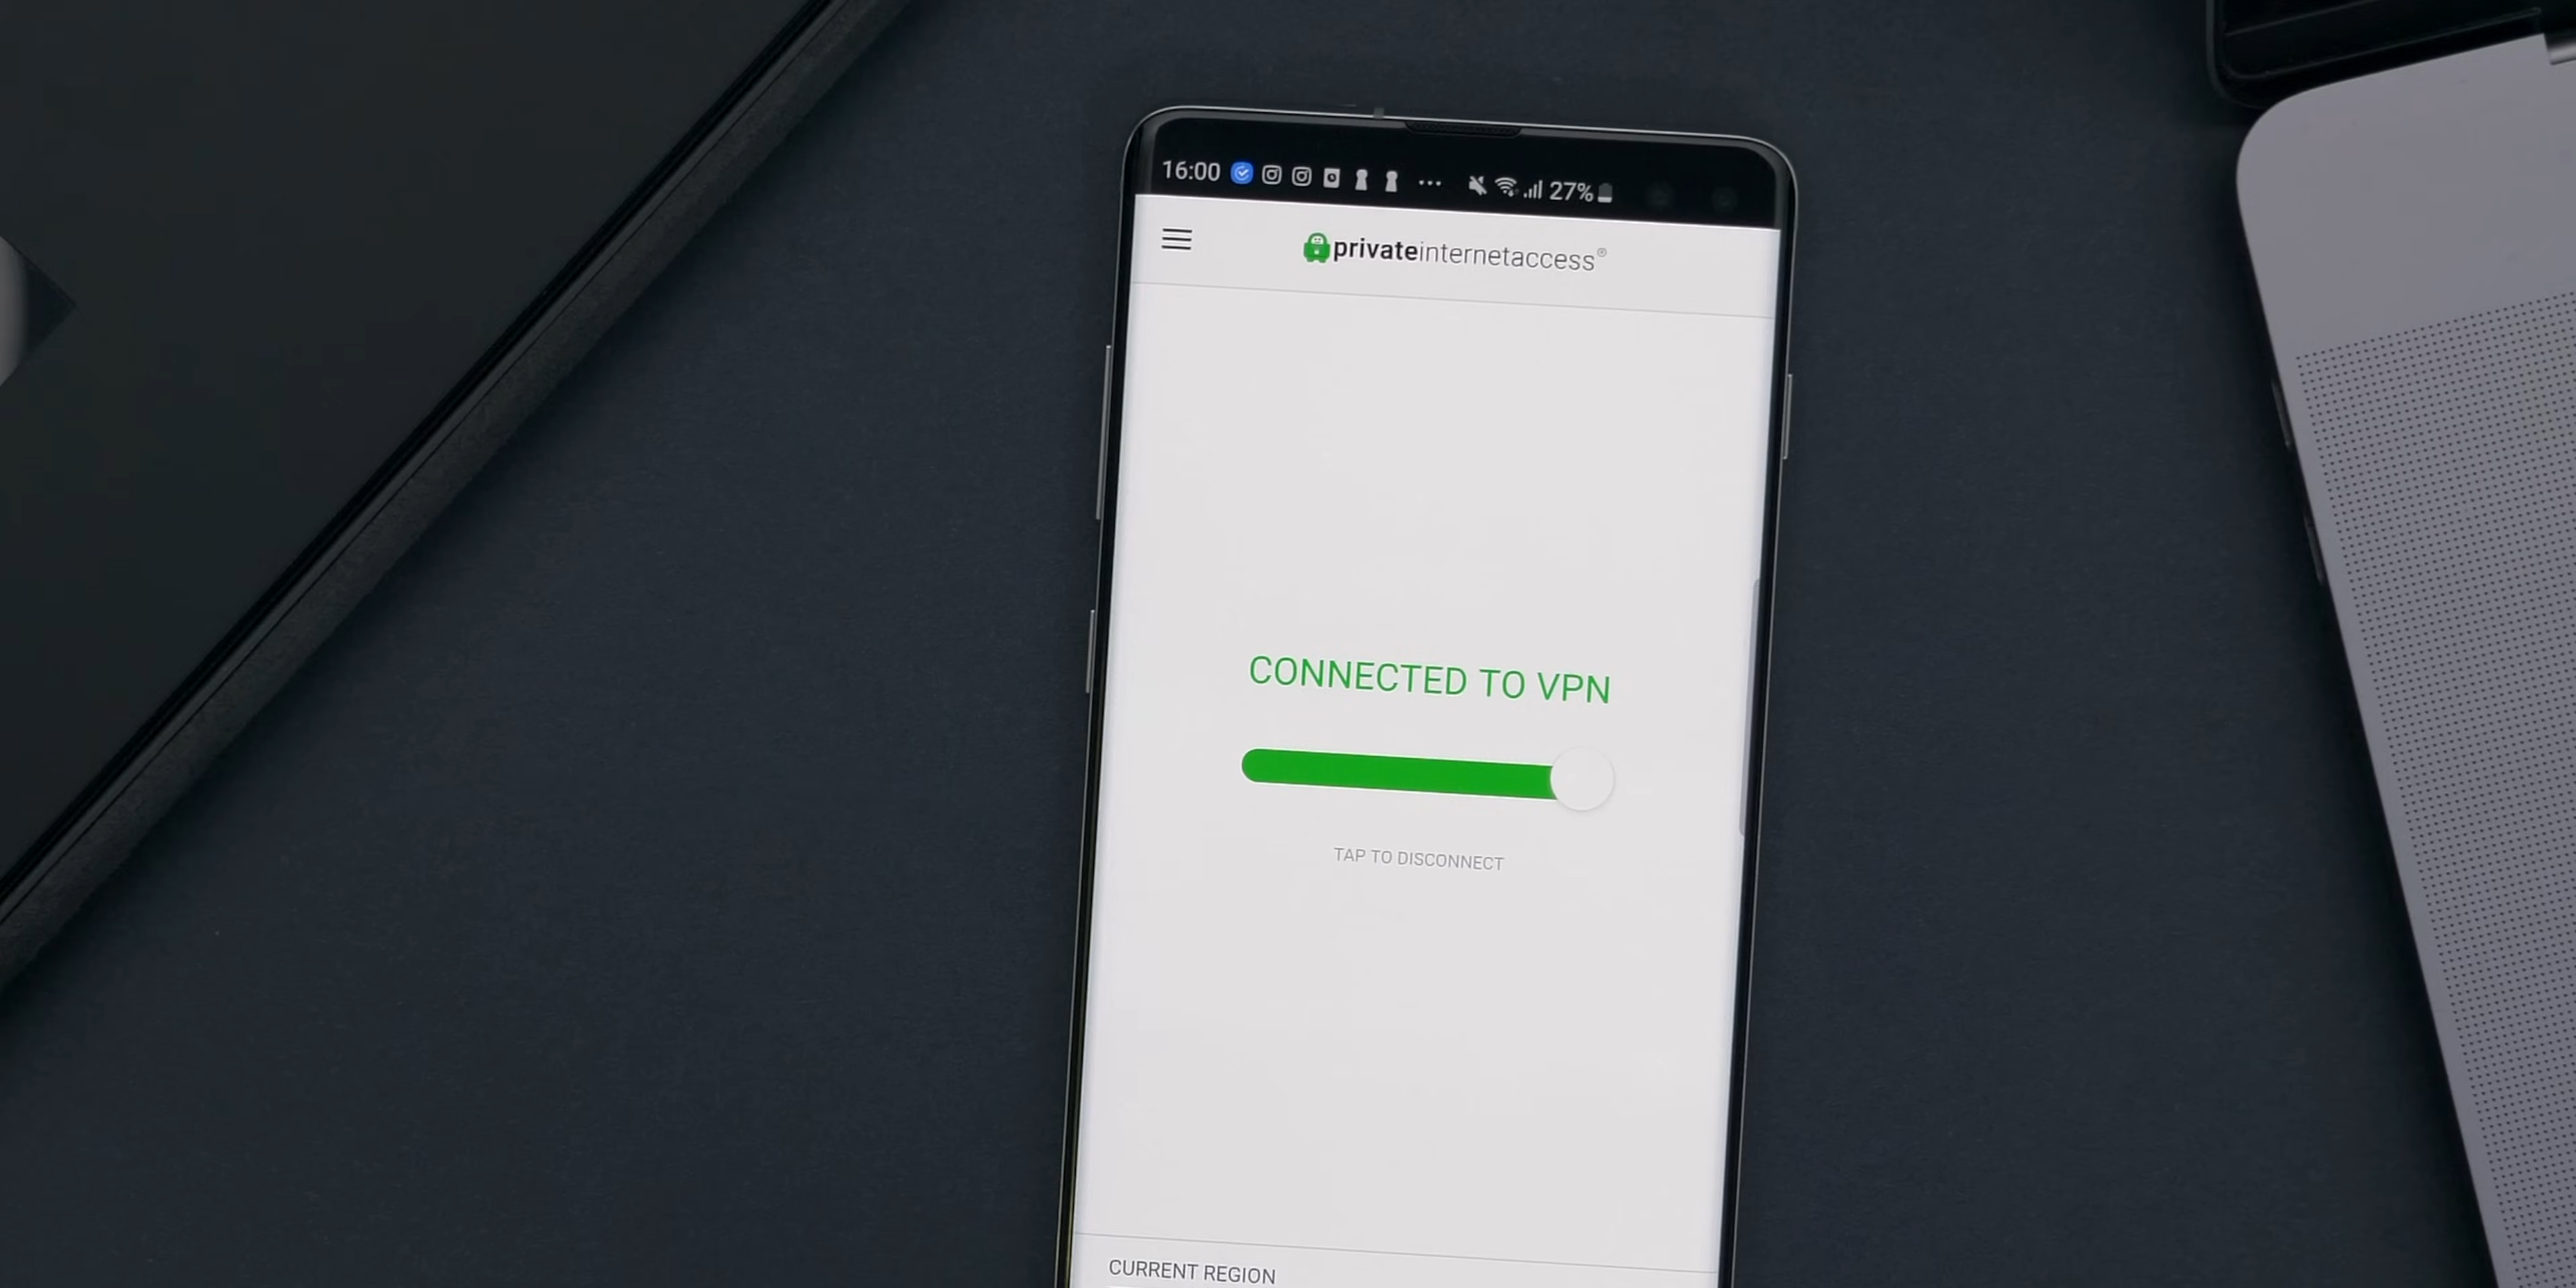 16:00 27%
privateinternetaccess®
CONNECTED TO VPN
TAP TO DISCONNECT
CURRENT REGION